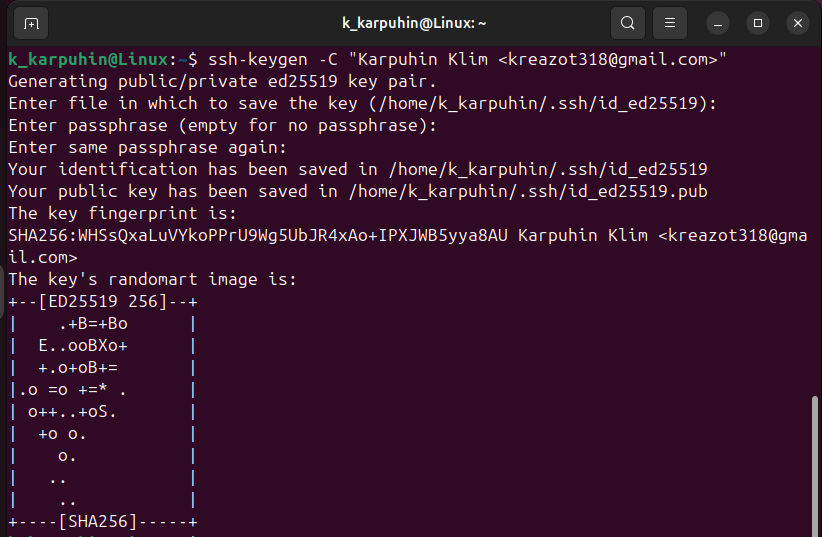 k_karpuhin@Linux: ~
k_karpuhin@Linux:~$ ssh-keygen -C "Karpuhin Klim <kreazot318@gmail.com>"
Generating public/private ed25519 key pair.
Enter file in which to save the key (/home/k_karpuhin/.ssh/id_ed25519):
Enter passphrase (empty for no passphrase):
Enter same passphrase again:
Your identification has been saved in /home/k_karpuhin/.ssh/id_ed25519
Your public key has been saved in /home/k_karpuhin/.ssh/id_ed25519.pub
The key fingerprint is:
SHA256:WHSsQxaLuVYkoPPrU9Wg5UbJR4xAo+IPXJWB5yya8AU Karpuhin Klim <kreazot318@gma
il.com>
The key's randomart image is:
+--[ED25519 256]--+
|    .+B=+Bo      |
|  E..ooBXo+      |
|  +.o+oB+=       |
|.o =o +=* .      |
| o++..+oS.       |
|  +o o.          |
|    o.           |
|   ..            |
|    ..           |
+----[SHA256]-----+